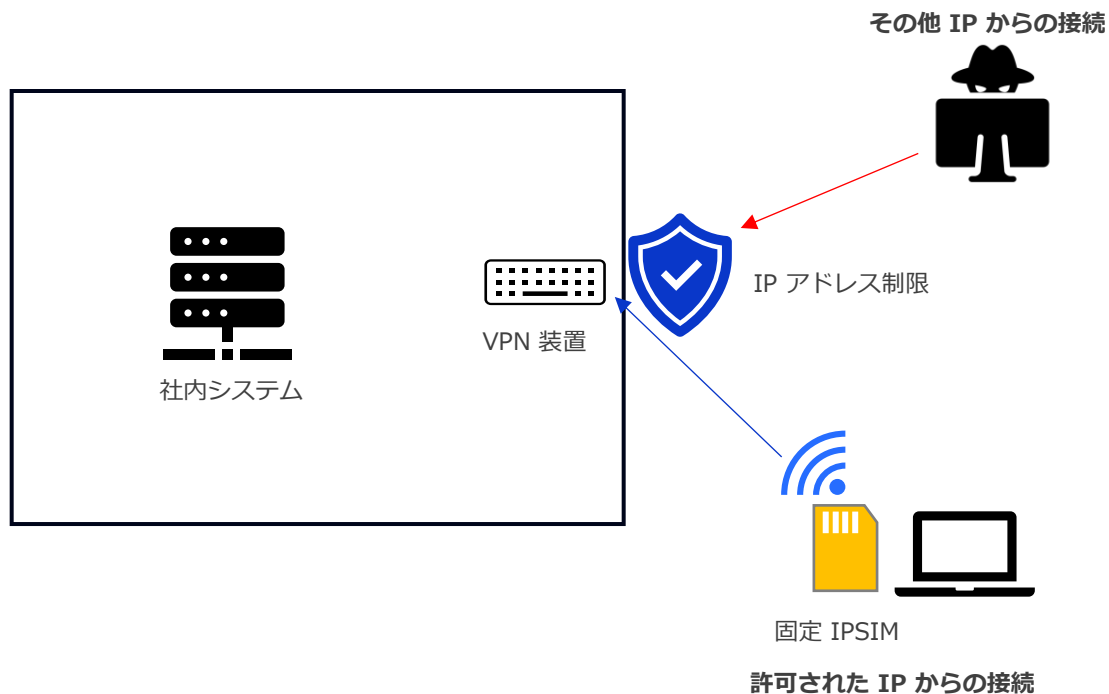 その他 IP からの接続
IP アドレス制限
VPN 装置
社内システム
固定 IPSIM
許可された IP からの接続